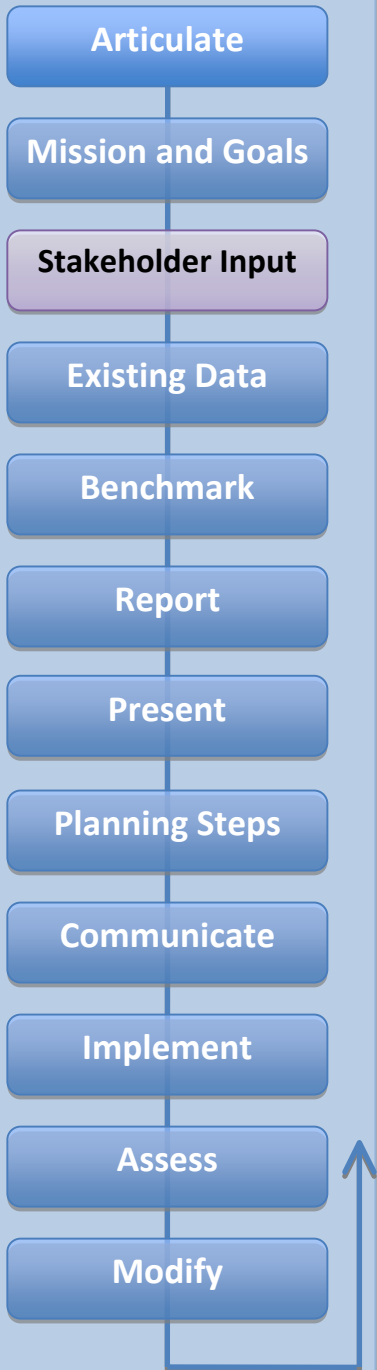 Articulate
Mission and Goals
Stakeholder Input
Existing Data
Benchmark
Report
Present
Planning Steps
Communicate
Implement
Assess
Modify